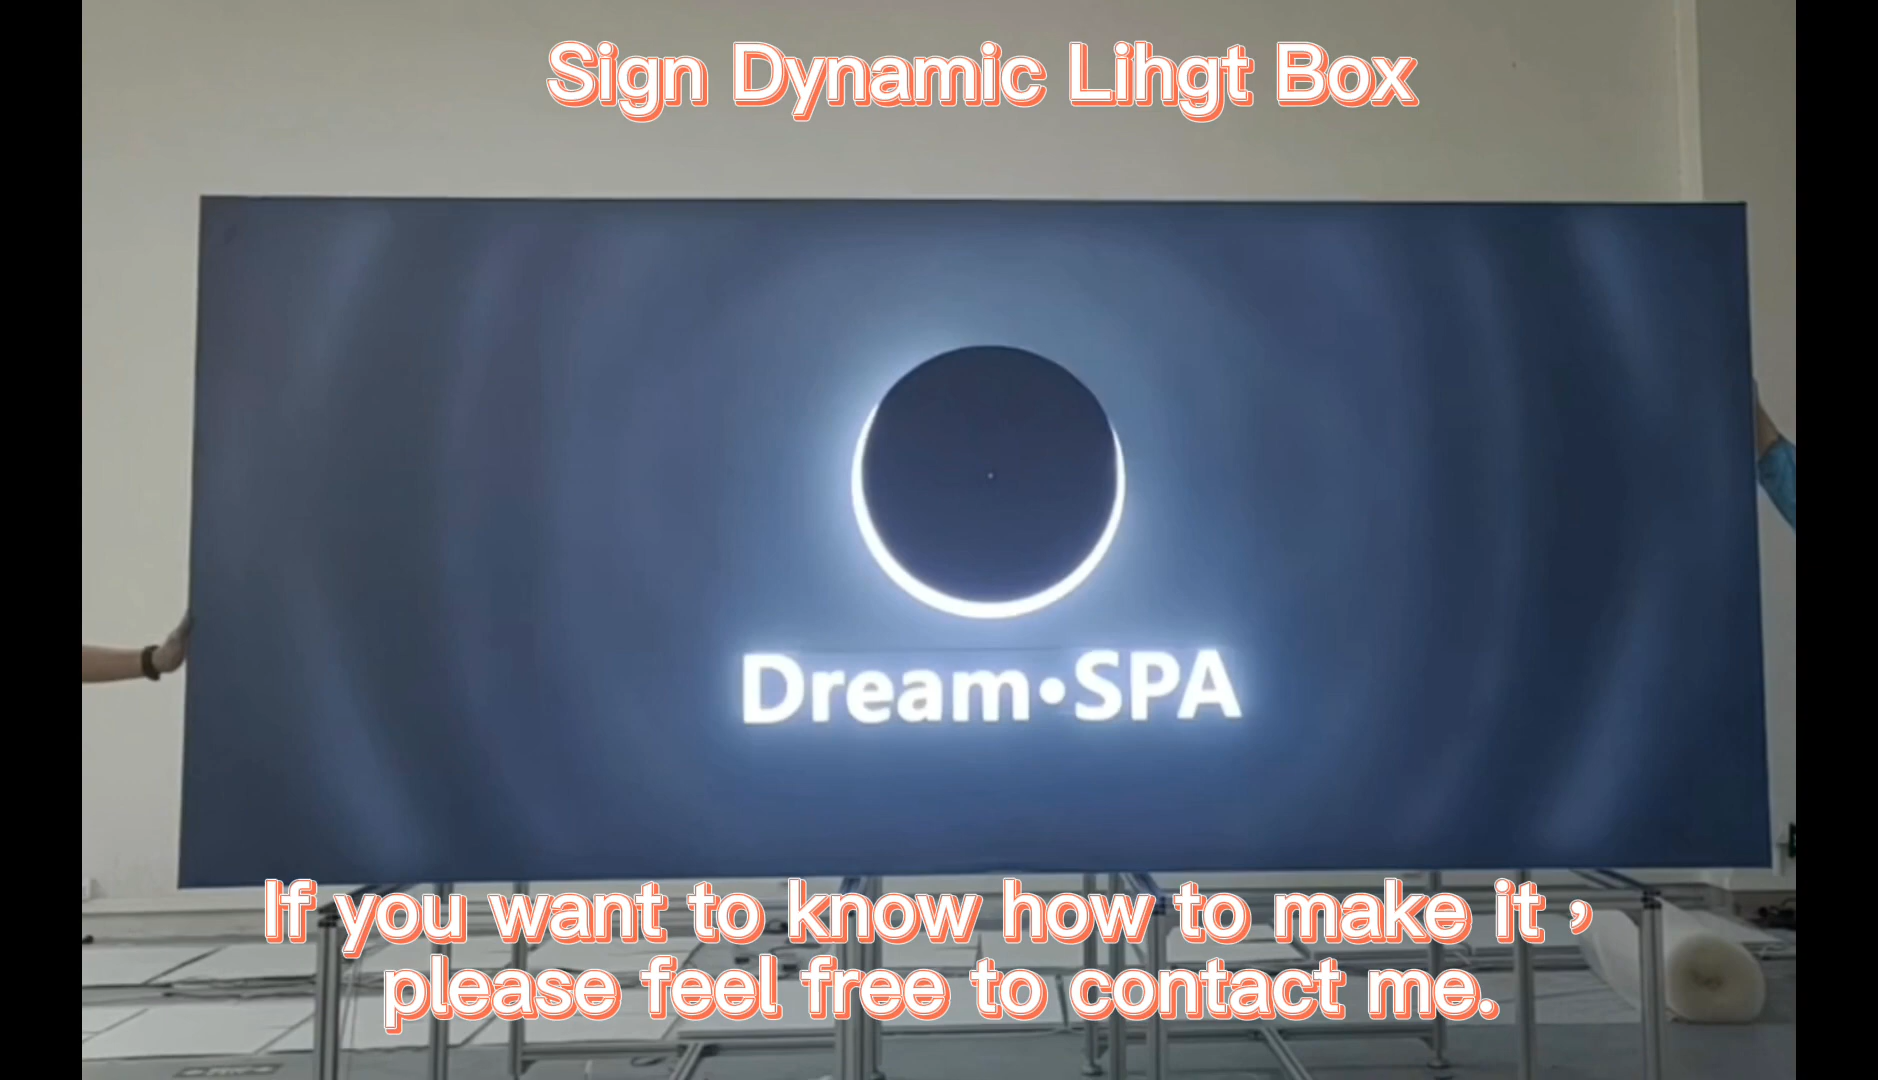 Sign Dynamic Lihgt Box
Dream•SPA
If you want to know how to make it，
please feel free to contact me.